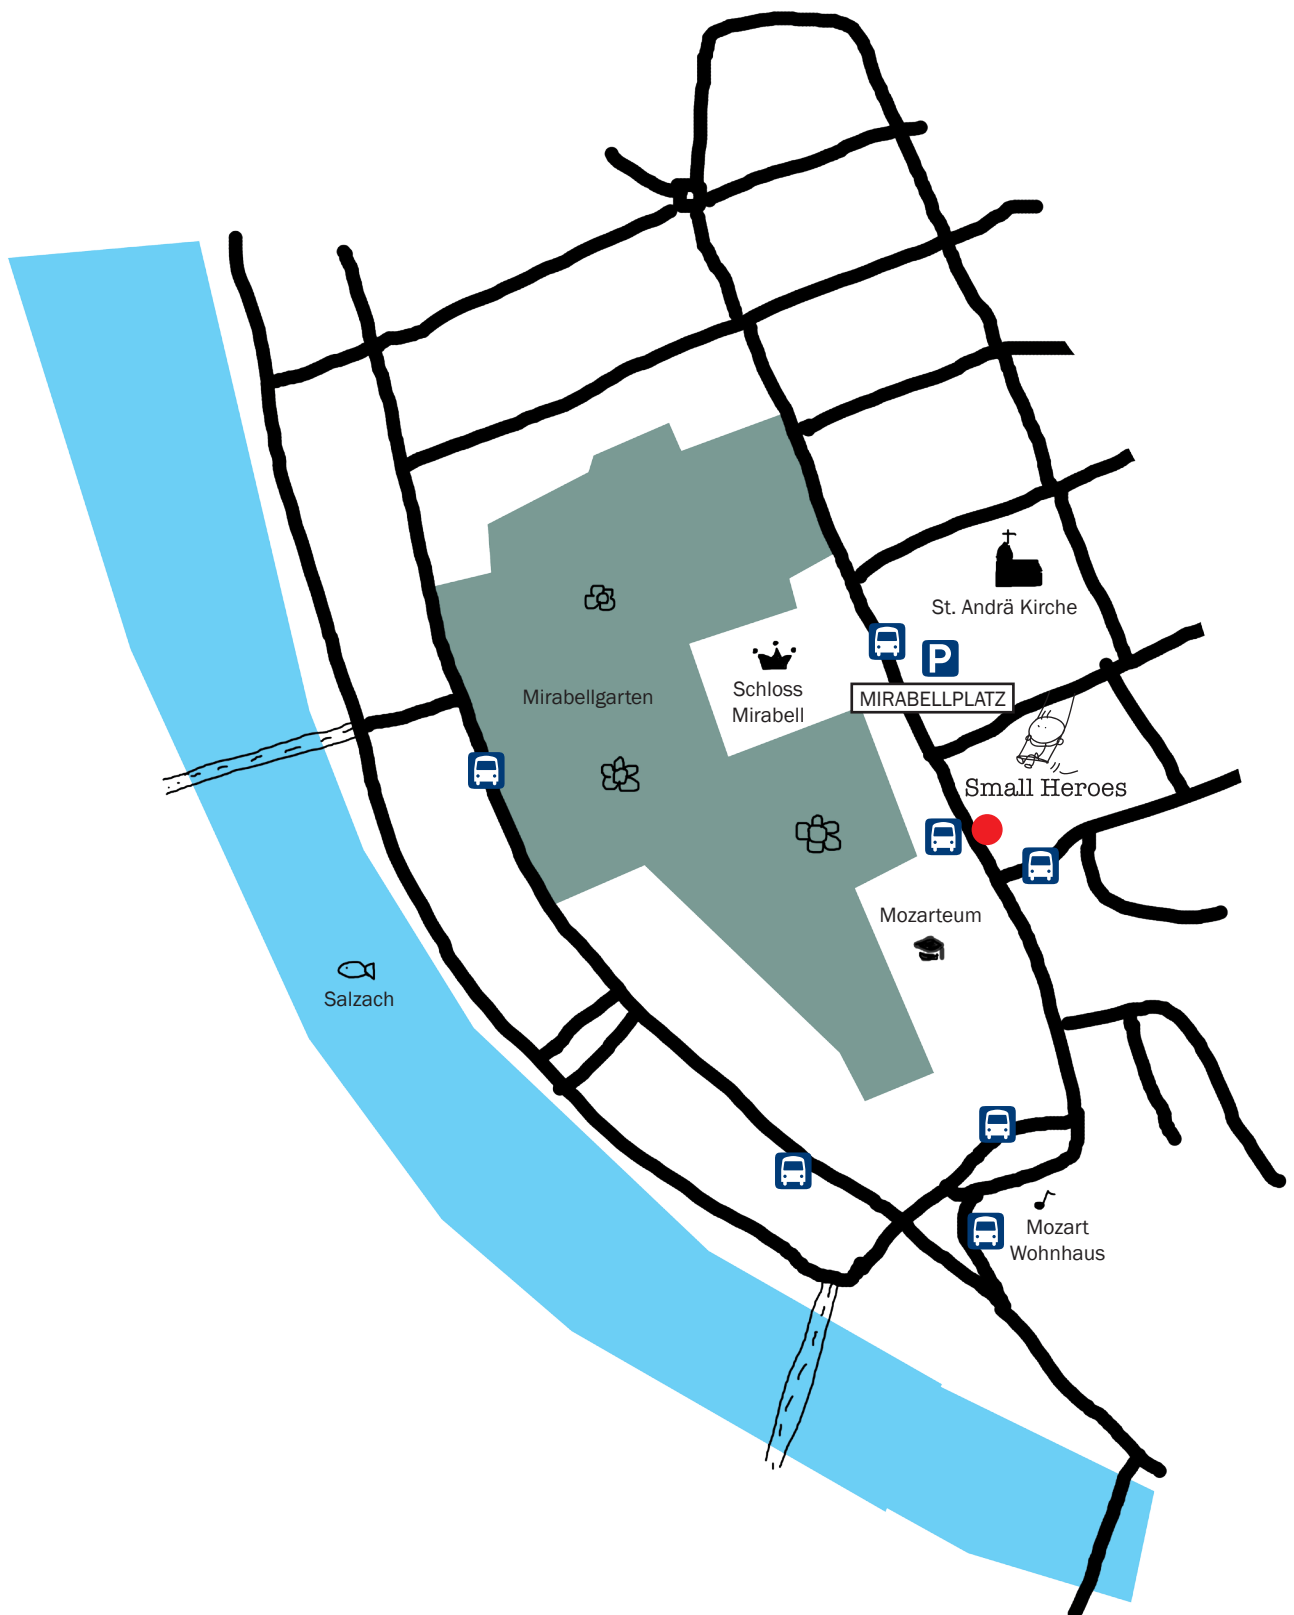 St. Andrä Kirche
P
Mirabellgarten
Schloss
Mirabell
MIRABELLPLATZ
Small Heroes
Mozarteum
Salzach
Mozart
Wohnhaus